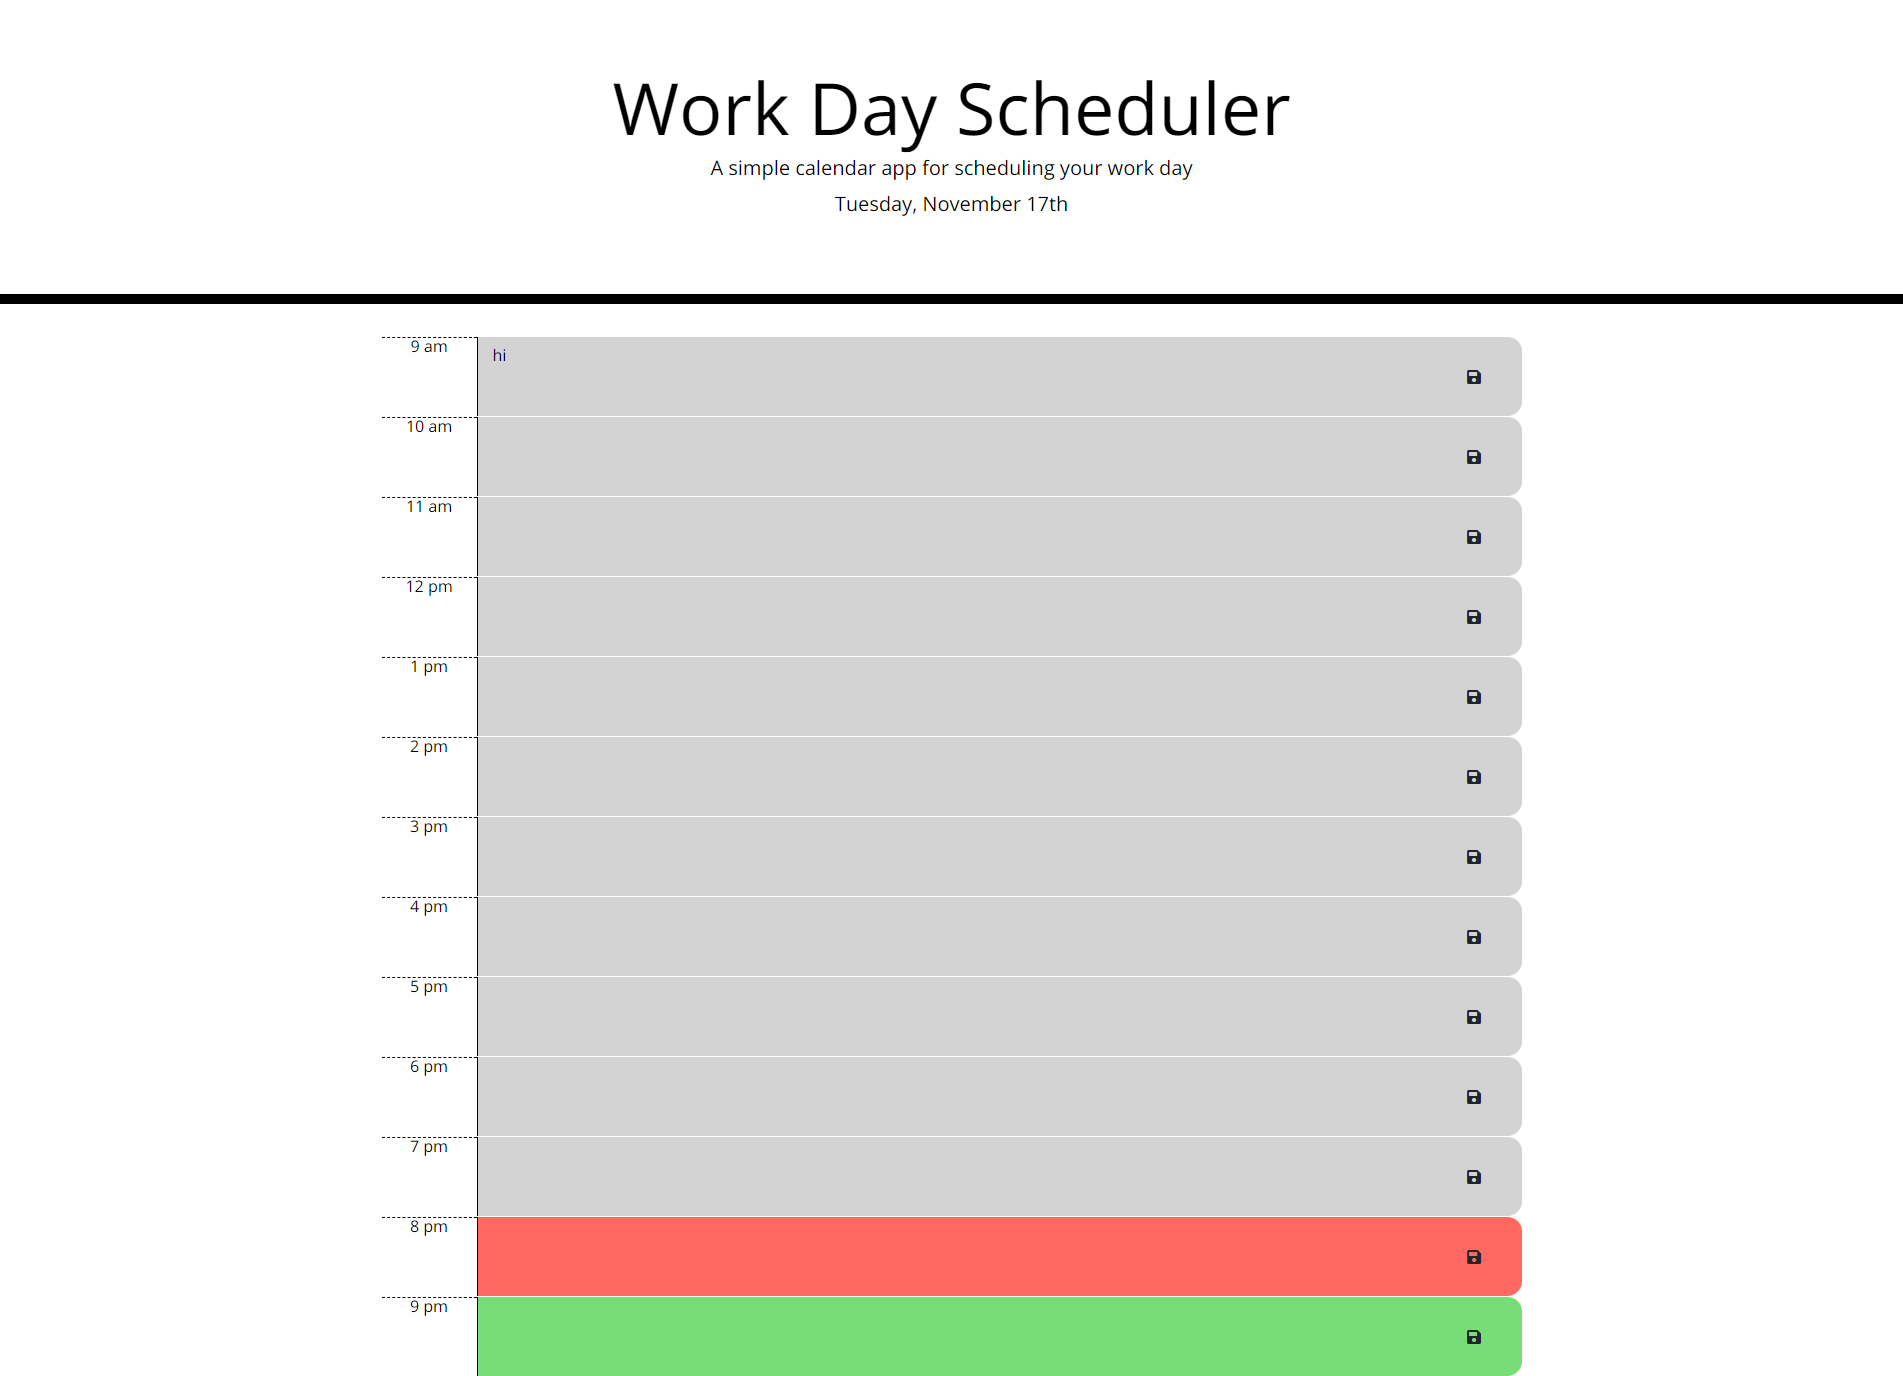 Work Day Scheduler
A simple calendar app for scheduling your work day
Tuesday, November 17th
9 am
hi
10 am
11 am
12 pm
1 pm
2 pm
3 pm
4 pm
5 pm
6 pm
7 pm
8 pm
9 pm